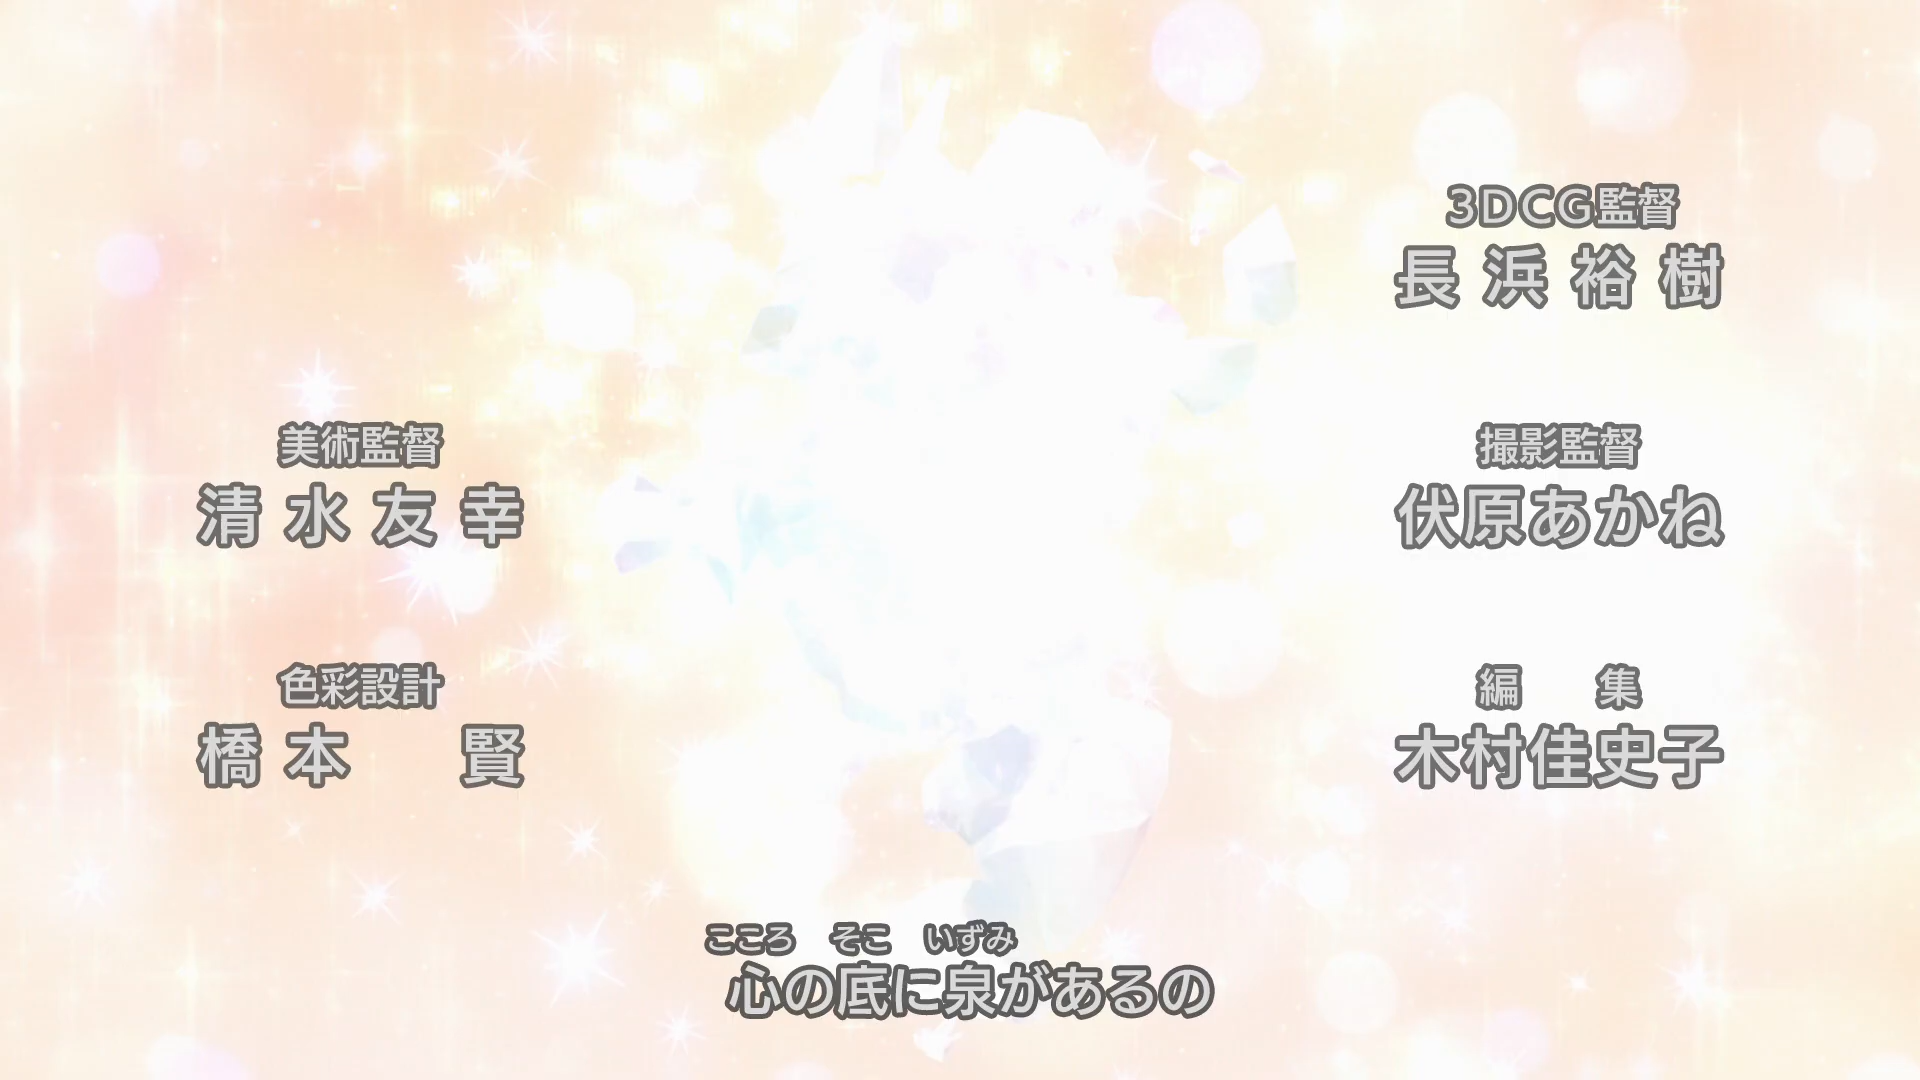 美術監督
清水友幸
色彩設計
橋本 賢
3DCG監督
長浜裕樹
撮影監督
伏原あかね
編 集
木村佳史子
こころ そこ いずみ
心の底に泉があるの